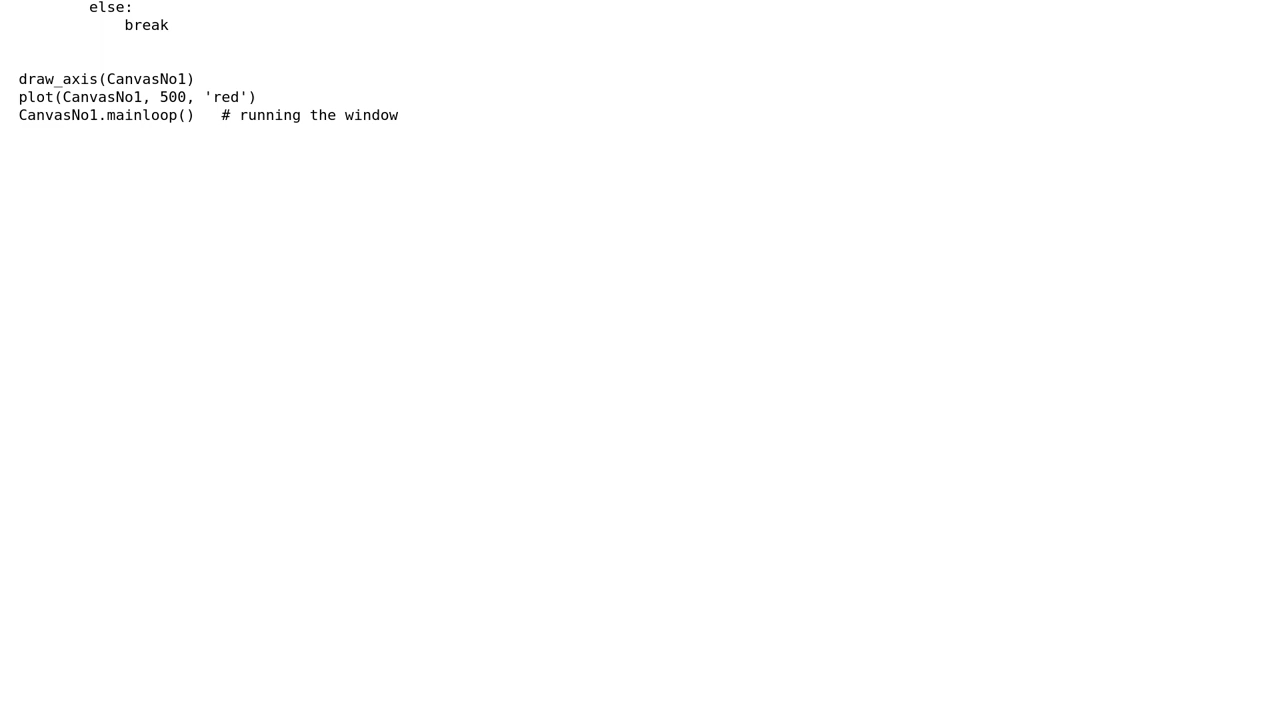 else:
            break
draw_axis(CanvasNo1)
plot(CanvasNo1, 500, 'red')
CanvasNo1.mainloop()   # running the window